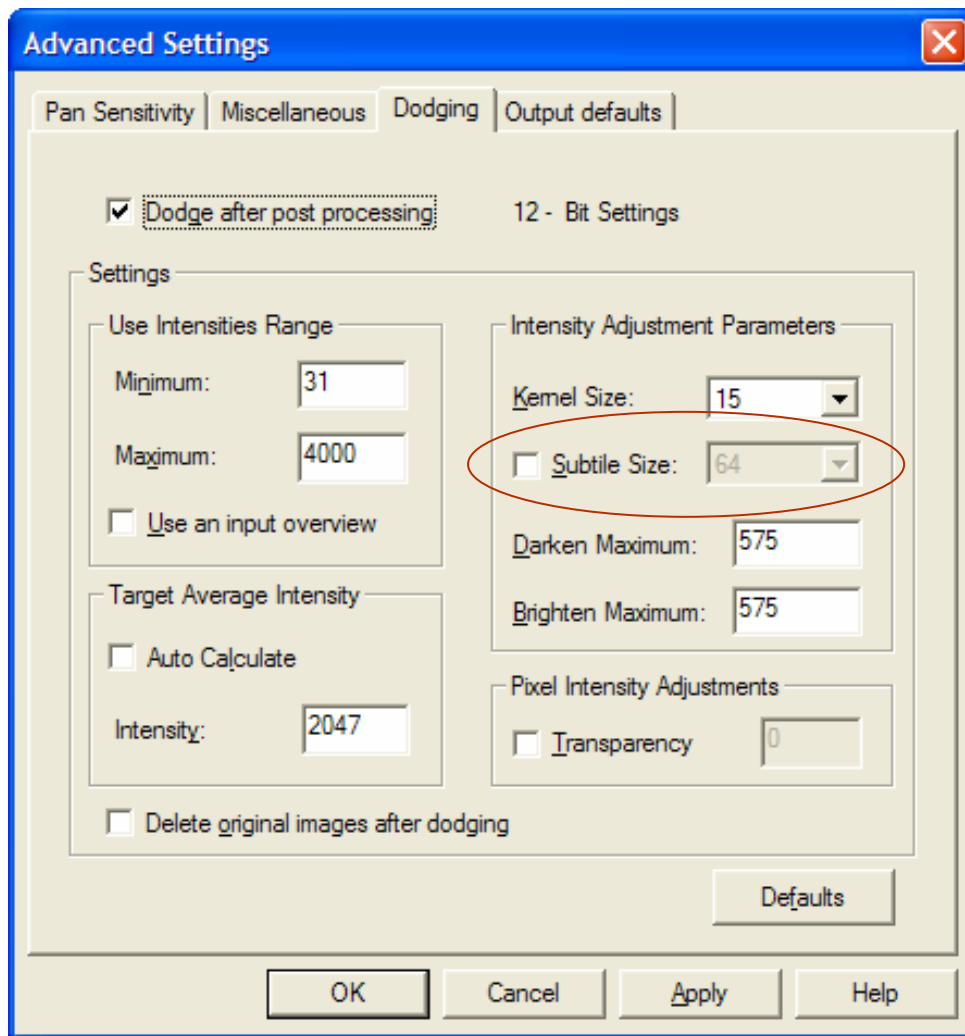 Advanced Settings
Pan Sensitivity Miscellaneous Dodging Output defaults
Dodge after post processing 12 - Bit Settings
Settings
Use Intensities Range
Minimum: 31
Maximum: 4000
Use an input overview
Target Average Intensity
Auto Calculate
Intensity: 2047
Intensity Adjustment Parameters
Kernel Size: 15
Subtile Size: 64
Darken Maximum: 575
Brighten Maximum: 575
Pixel Intensity Adjustments
Transparency 0
Delete original images after dodging
Defaults
OK Cancel Apply Help